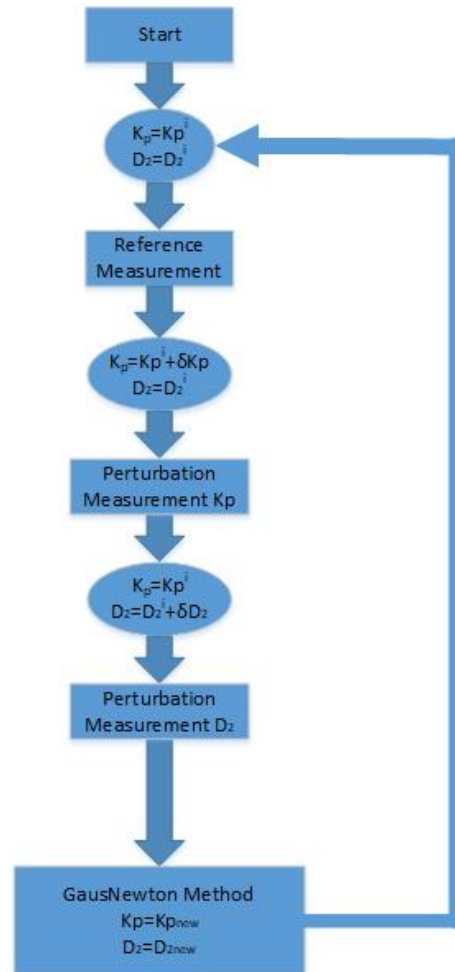 Start
Kₚ=Kpⁱ
D₂=D₂ⁱ
Reference
Measurement
Kₚ=Kpⁱ+δKp
D₂=D₂ⁱ
Perturbation
Measurement Kp
Kₚ=Kpⁱ
D₂=D₂ⁱ+δD₂
Perturbation
Measurement D₂
GausNewton Method
Kp=Kpnew
D₂=D₂new